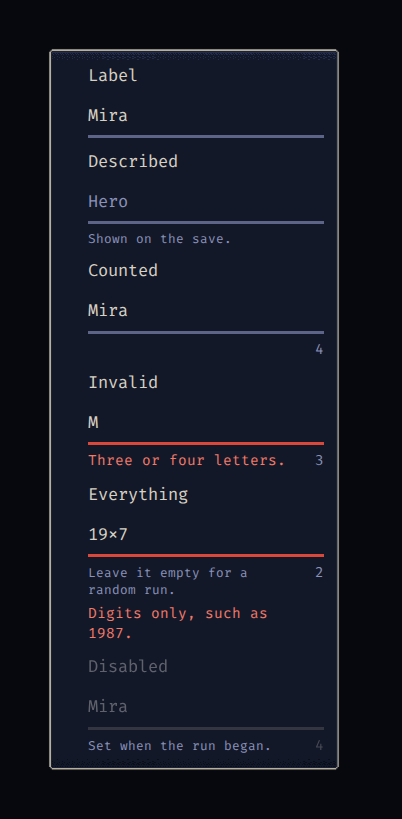 Label
Mira
Described
Hero
Shown on the save.
Counted
Mira
4
Invalid
M
Three or four letters. 3
Everything
19×7
Leave it empty for a 2
random run.
Digits only, such as
1987.
Disabled
Mira
Set when the run began. 4